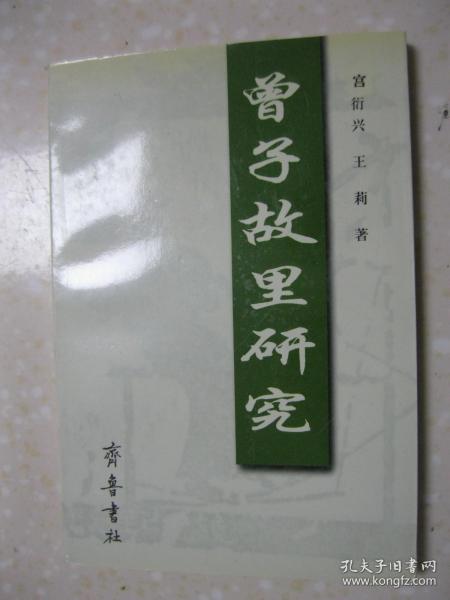 曾子故里研究
宫衍兴 王莉 著
齊魯書社
孔夫子旧书网
www.kongfz.com